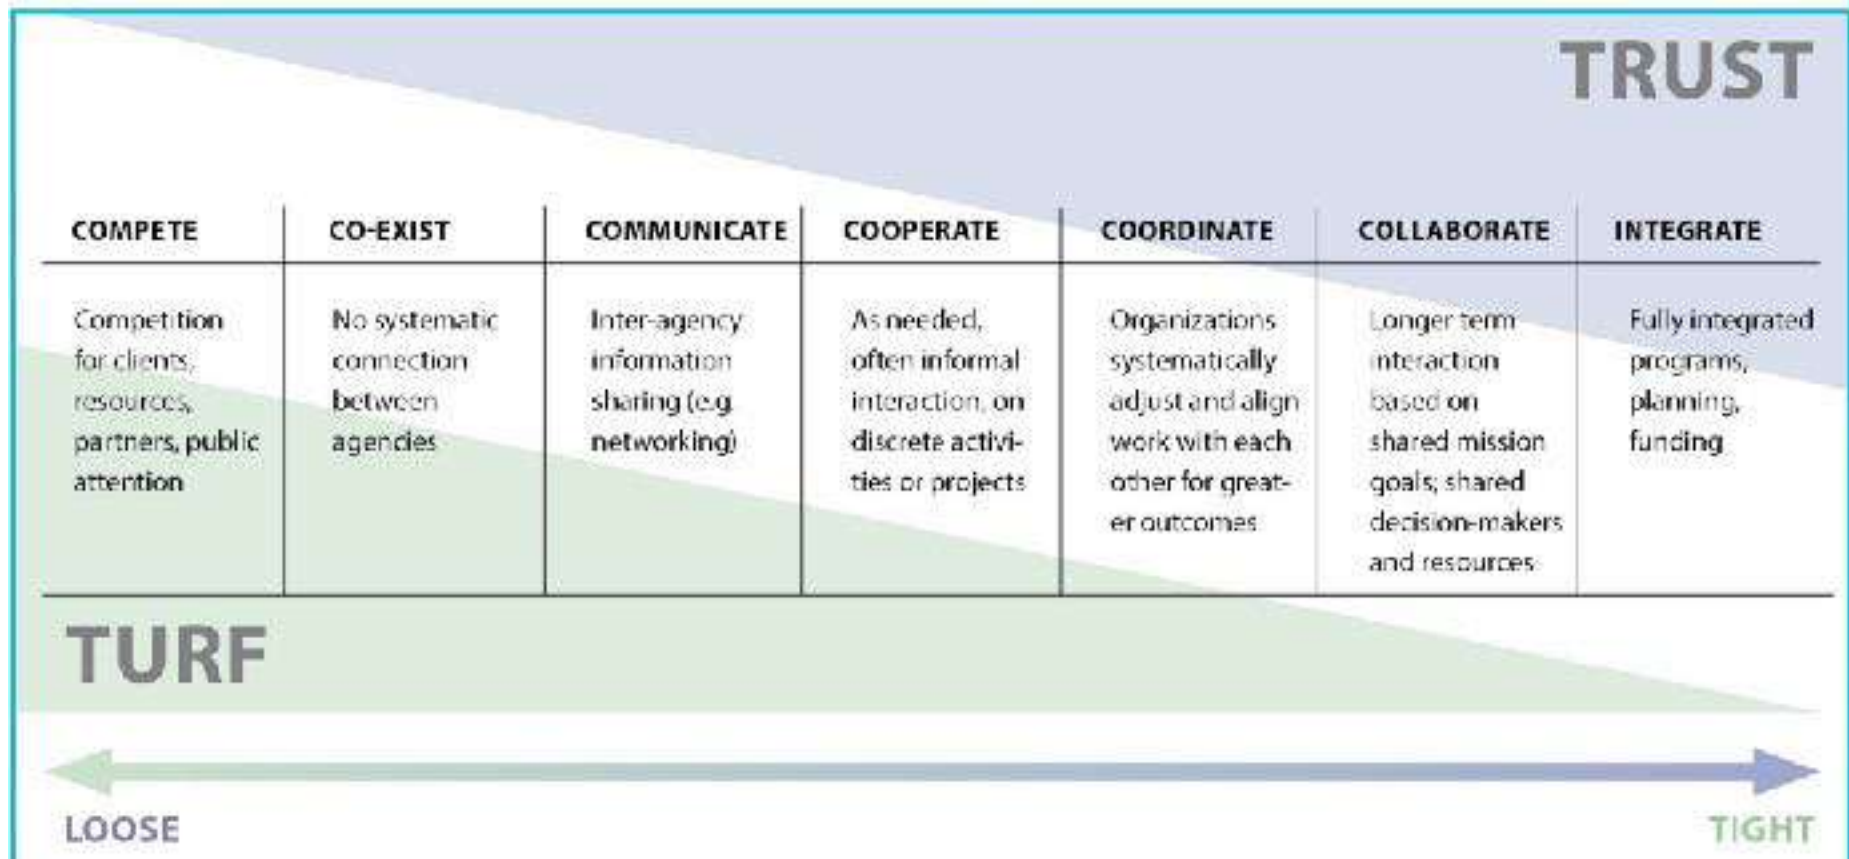 TRUST
COMPETE
Competition
for clients,
resources,
partners, public
attention
CO-EXIST
No systematic
connection
between
agencies
COMMUNICATE
Inter-agency
information
sharing (e.g.
networking)
COOPERATE
As needed,
often informal
interaction, on
discrete activi-
ties or projects
COORDINATE
Organizations
systematically
adjust and align
work with each
other for great-
er outcomes
COLLABORATE
Longer term
interaction
based on
shared mission
goals; shared
decision-makers
and resources
INTEGRATE
Fully integrated
programs,
planning,
funding
TURF
LOOSE
TIGHT